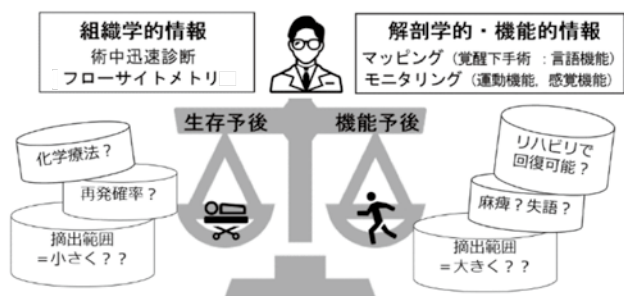 組織学的情報
術中迅速診断
フローサイトメトリ
解剖学的・機能的情報
マッピング（覚醒下手術 ：言語機能）
モニタリング（運動機能，感覚機能）
生存予後
機能予後
化学療法？
再発確率？
摘出範囲
＝小さく？？
リハビリで
回復可能？
麻痺？失語？
摘出範囲
＝大きく？？